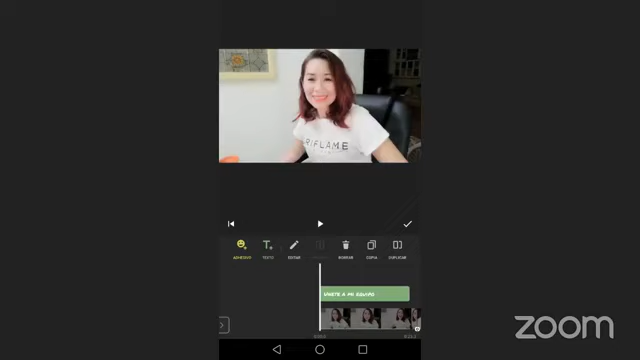 RIFLAME
ADHESIVO
TEXTO
EDITAR
BORRAR
COPIA
DUPLICAR
UNETE A MI EQUIPO
zoom